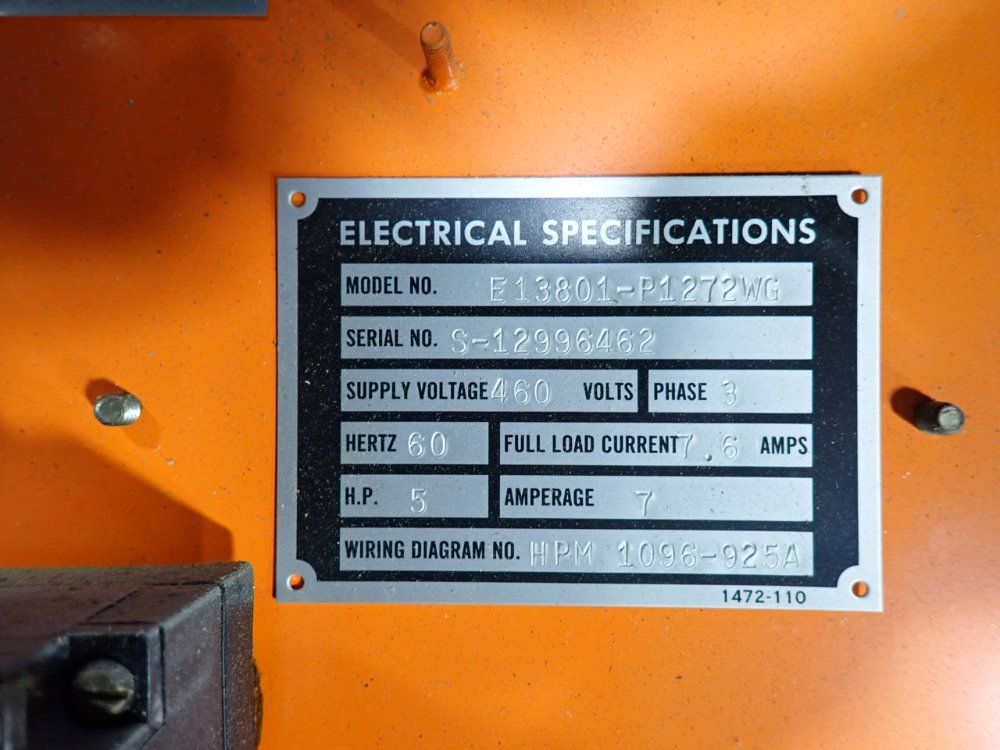 ELECTRICAL SPECIFICATIONS
MODEL NO. E13801-P1272WG
SERIAL NO. S-12996462
SUPPLY VOLTAGE 460 VOLTS PHASE 3
HERTZ 60 FULL LOAD CURRENT 7.6 AMPS
H.P. 5 AMPERAGE 7
WIRING DIAGRAM NO. HPM 1096-925A
1472-110